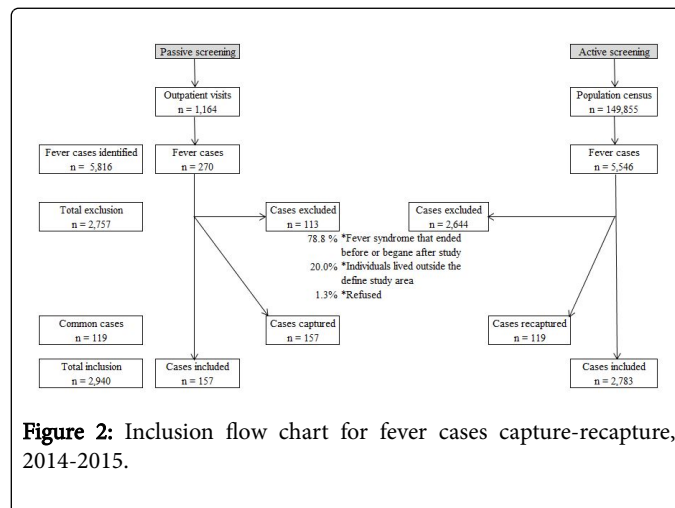 Passive screening
Active screening
Outpatient visits
n = 1,164
Population census
n = 149,855
Fever cases identified
n = 5,816
Fever cases
n = 270
Fever cases
n = 5,546
Total exclusion
n = 2,757
Cases excluded
n = 113
Cases excluded
n = 2,644
78.8 % *Fever syndrome that ended
before or begane after study
20.0% *Individuals lived outside the
define study area
1.3% *Refused
Common cases
n = 119
Cases captured
n = 157
Cases recaptured
n = 119
Total inclusion
n = 2,940
Cases included
n = 157
Cases included
n = 2,783
Figure 2: Inclusion flow chart for fever cases capture-recapture,
2014-2015.